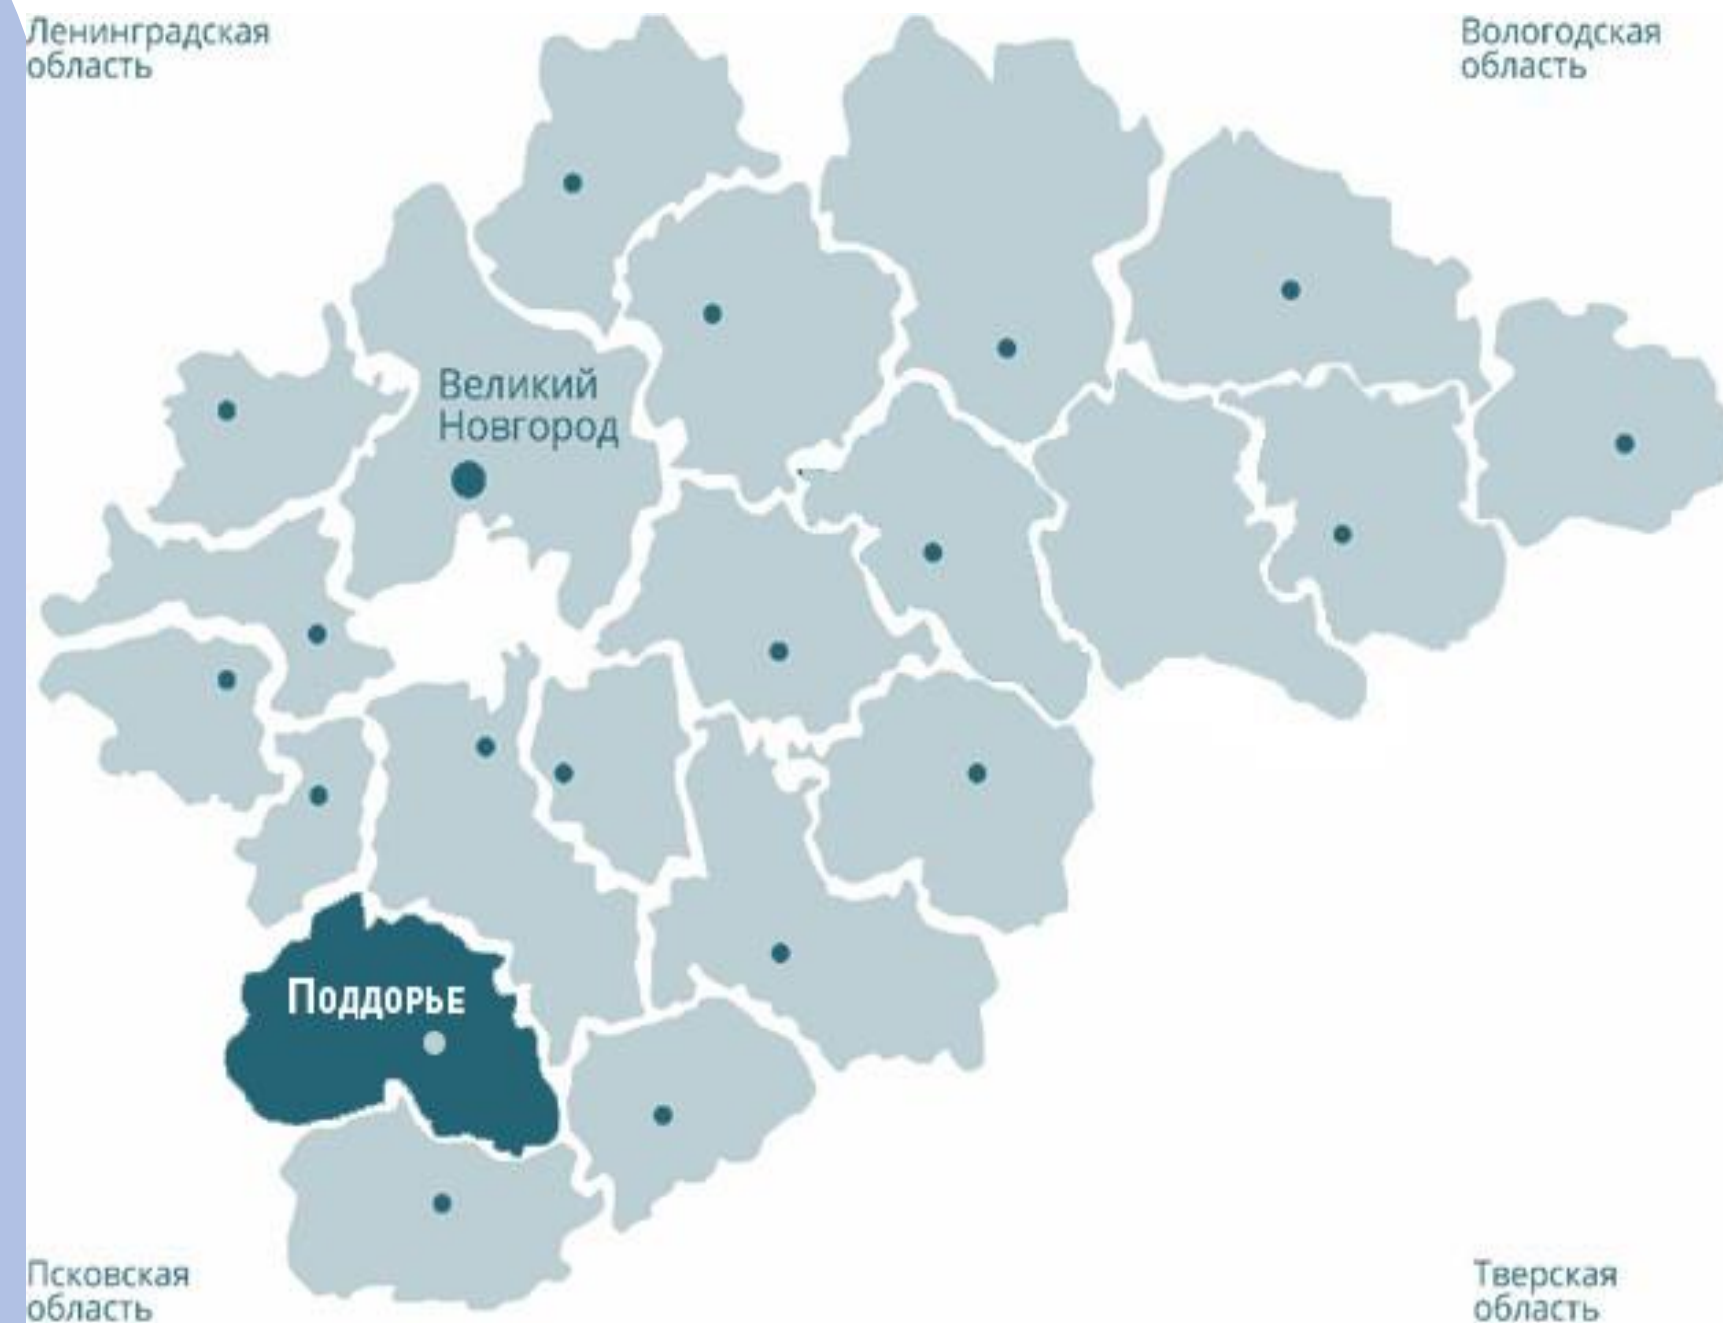 Ленинградская
область
Вологодская
область
Великий
Новгород
Поддорье
Псковская
область
Тверская
область